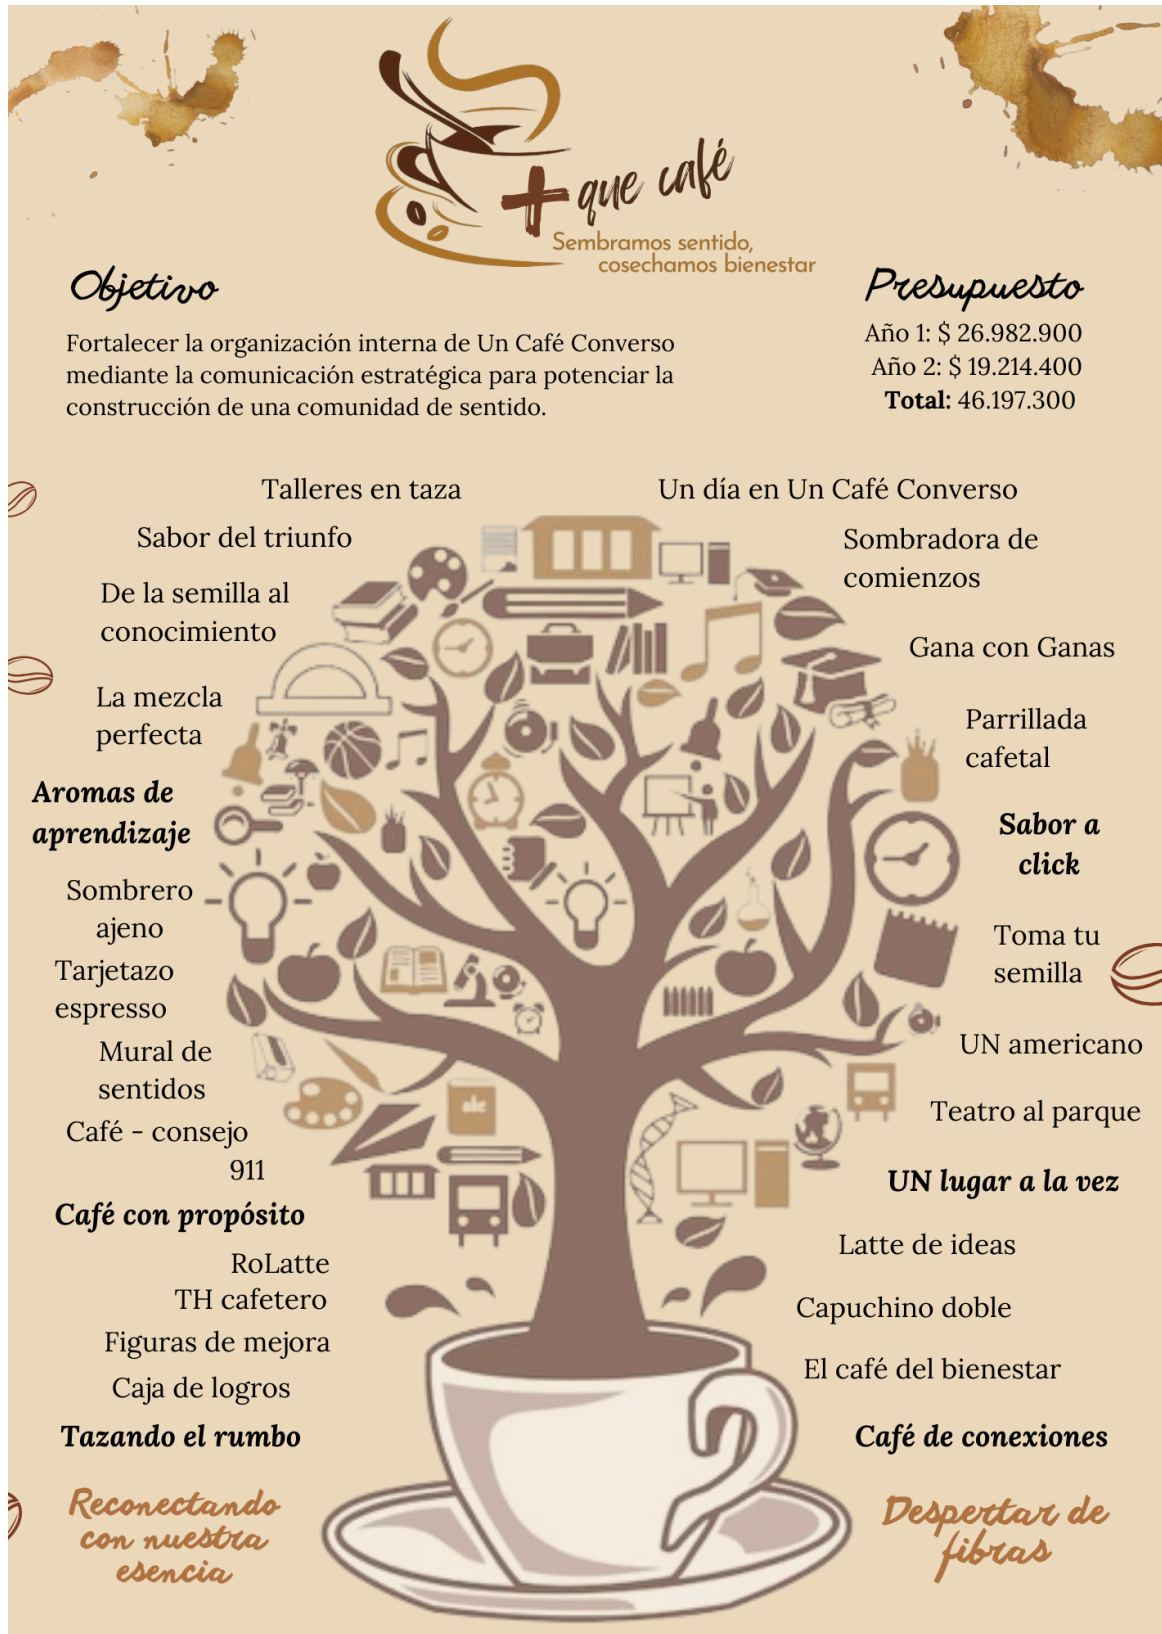 + que café
Sembramos sentido,
cosechamos bienestar
Objetivo
Fortalecer la organización interna de Un Café Converso
mediante la comunicación estratégica para potenciar la
construcción de una comunidad de sentido.
Presupuesto
Año 1: $ 26.982.900
Año 2: $ 19.214.400
Total: 46.197.300
Talleres en taza
Sabor del triunfo
De la semilla al
conocimiento
La mezcla
perfecta
Aromas de
aprendizaje
Sombrero
ajeno
Tarjetazo
espresso
Mural de
sentidos
Café - consejo
911
Café con propósito
RoLatte
TH cafetero
Figuras de mejora
Caja de logros
Tazando el rumbo
Reconectando
con nuestra
esencia
Un día en Un Café Converso
Sombradora de
comienzos
Gana con Ganas
Parrillada
cafetal
Sabor a
click
Toma tu
semilla
UN americano
Teatro al parque
UN lugar a la vez
Latte de ideas
Capuchino doble
El café del bienestar
Café de conexiones
Despertar de
fibras